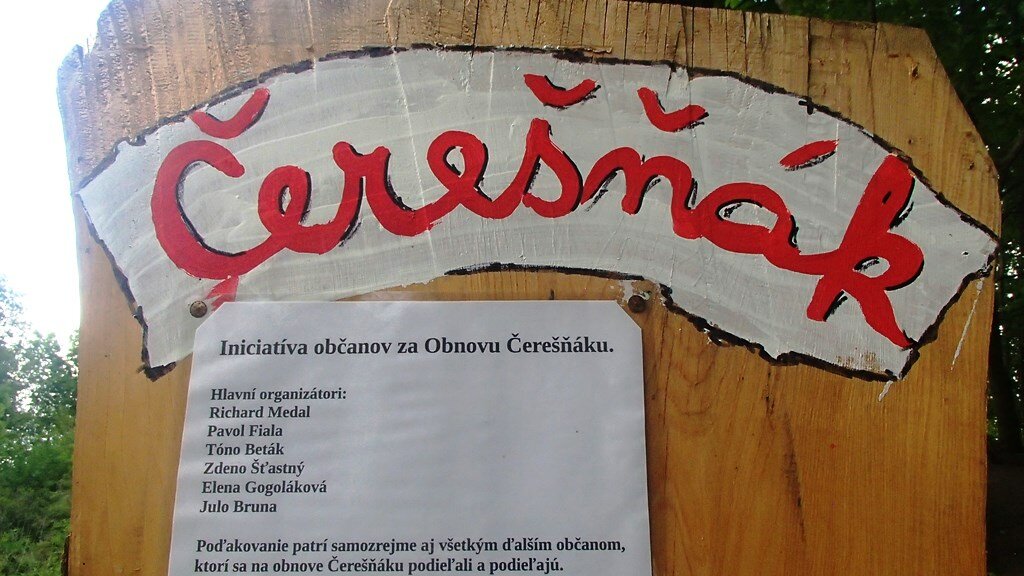 Čerešňák
Iniciatíva občanov za Obnovu Čerešňáku.
Hlavní organizátori:
Richard Medal
Pavol Fiala
Tóno Beták
Zdeno Šťastný
Elena Gogoláková
Julo Bruna
Poďakovanie patrí samozrejme aj všetkým ďalším občanom,
ktorí sa na obnove Čerešňáku podieľali a podieľajú.